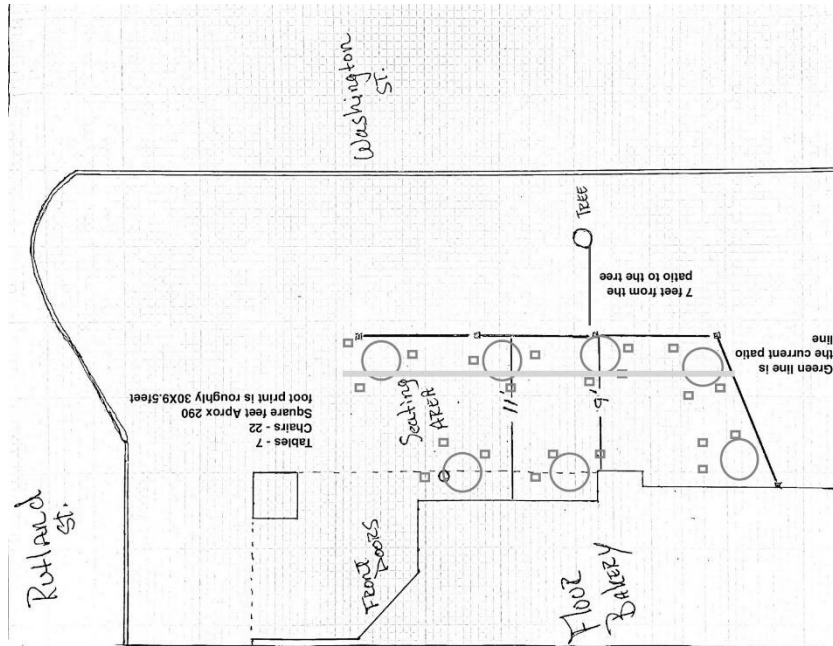 Washington
ST.
TREE
7 feet from the
patio to the tree
Green line is
the current patio
line
Tables - 7
Chairs - 22
Square feet Aprox 290
foot print is roughly 30X9.5feet
Seating
AREA
11'
9'
Rutland
St.
Front
Doors
FlOUR
BAKERY